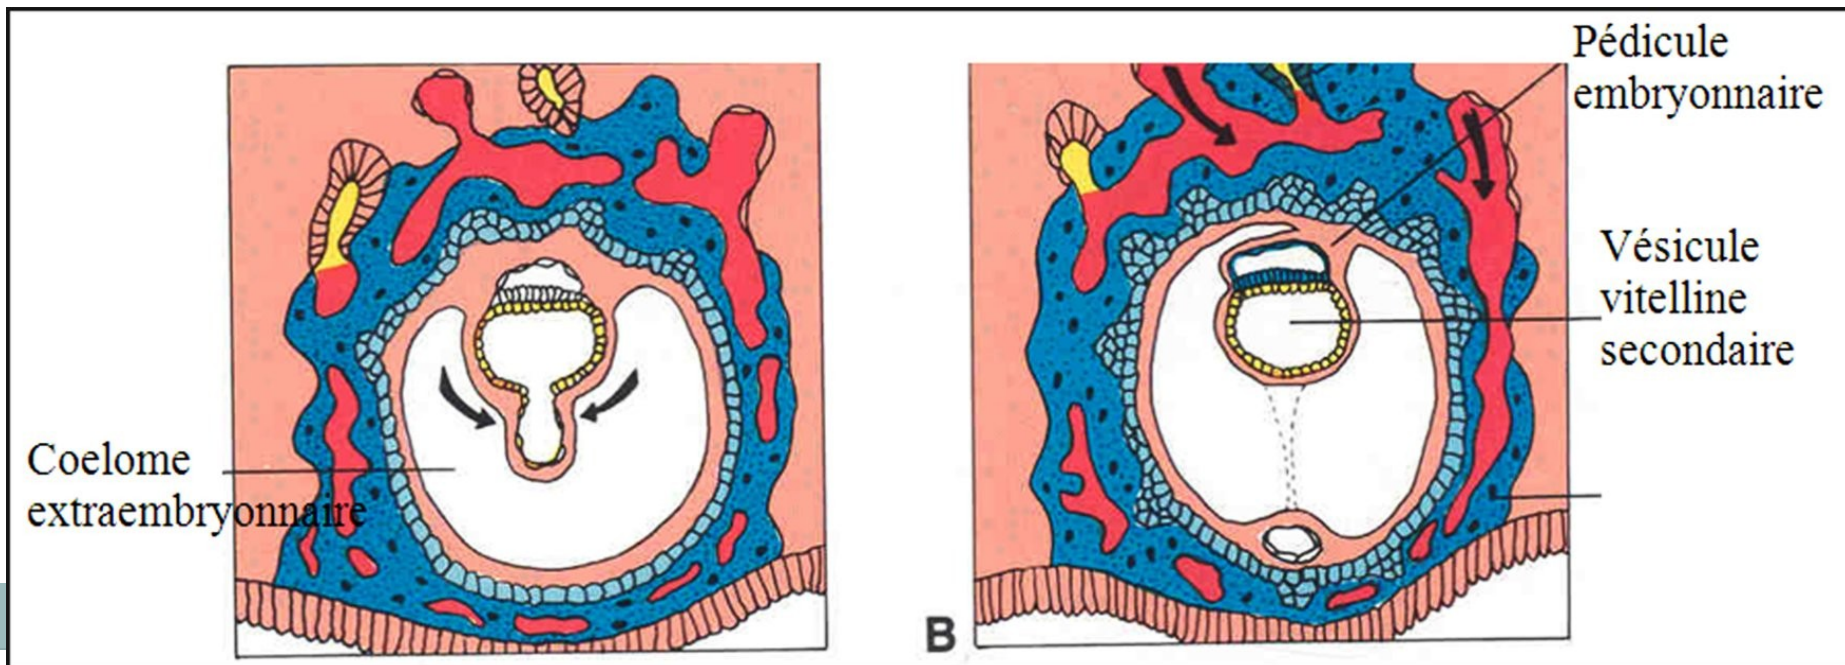 Pédicule
embryonnaire
Vésicule
vitelline
secondaire
Coelome
extraembryonnaire
B